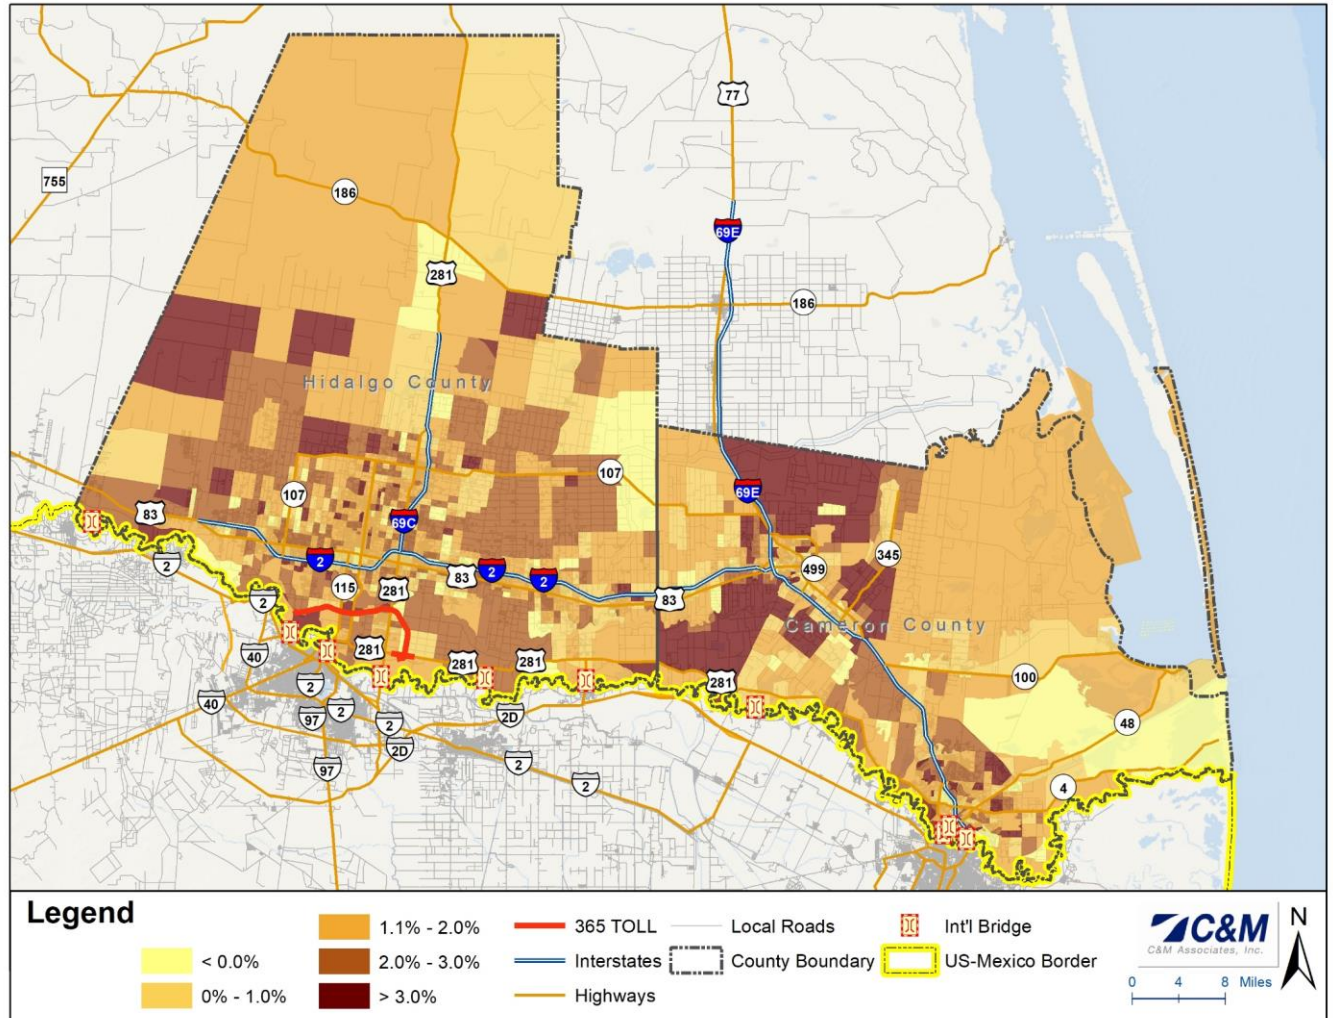 77
755
186
69E
281
186
Hidalgo County
107
107
69E
83
69C
345
2
2
2
2
83
499
115
281
83
2
Cameron County
281
281
281
40
100
281
2
40
2
97
2
2D
48
2D
2
97
2
4
Legend
< 0.0%
0% - 1.0%
1.1% - 2.0%
2.0% - 3.0%
> 3.0%
365 TOLL
Interstates
Highways
Local Roads
County Boundary
Int'l Bridge
US-Mexico Border
C&M
C&M Associates, Inc.
N
0 4 8 Miles